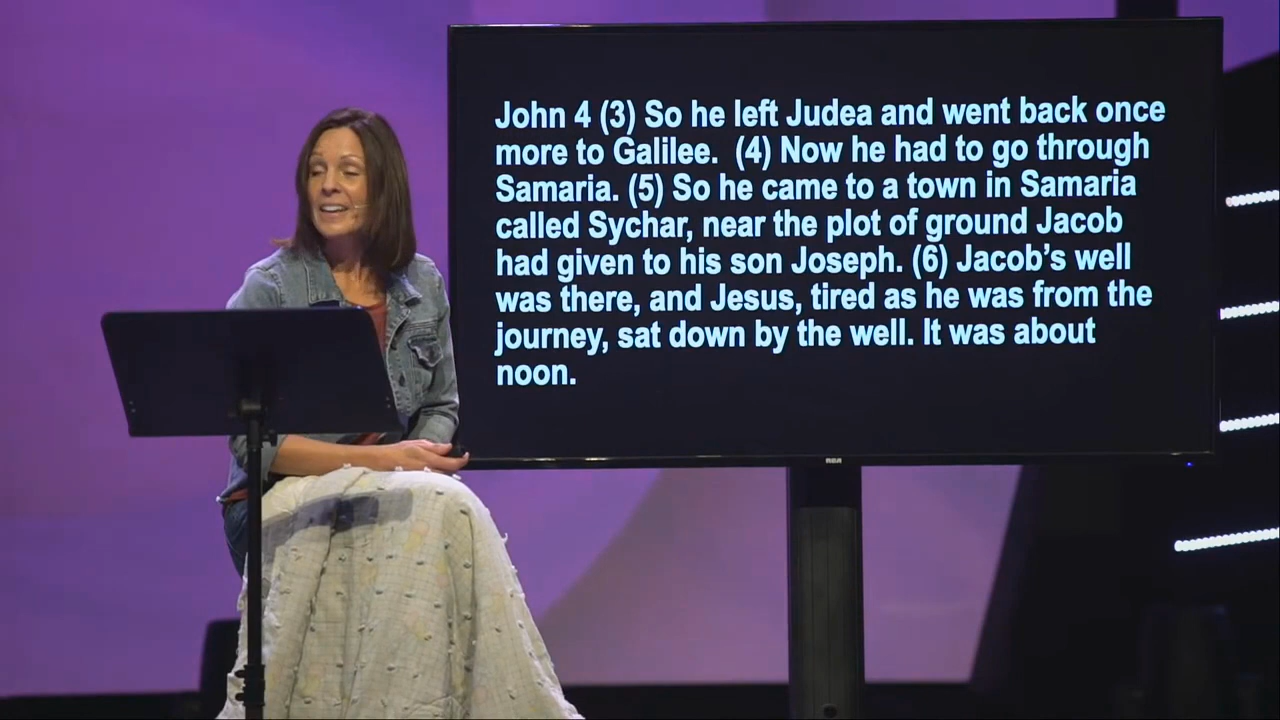 John 4 (3) So he left Judea and went back once
more to Galilee.  (4) Now he had to go through
Samaria. (5) So he came to a town in Samaria
called Sychar, near the plot of ground Jacob
had given to his son Joseph. (6) Jacob’s well
was there, and Jesus, tired as he was from the
journey, sat down by the well. It was about
noon.
RCA